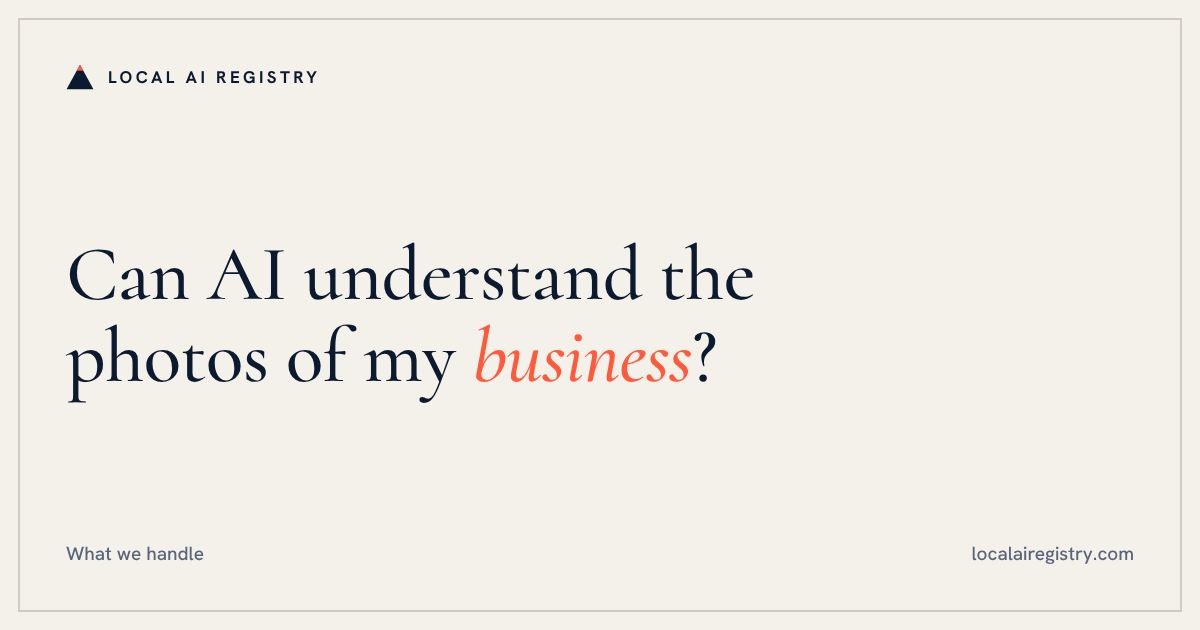 LOCAL AI REGISTRY
Can AI understand the
photos of my business?
What we handle
localairegistry.com